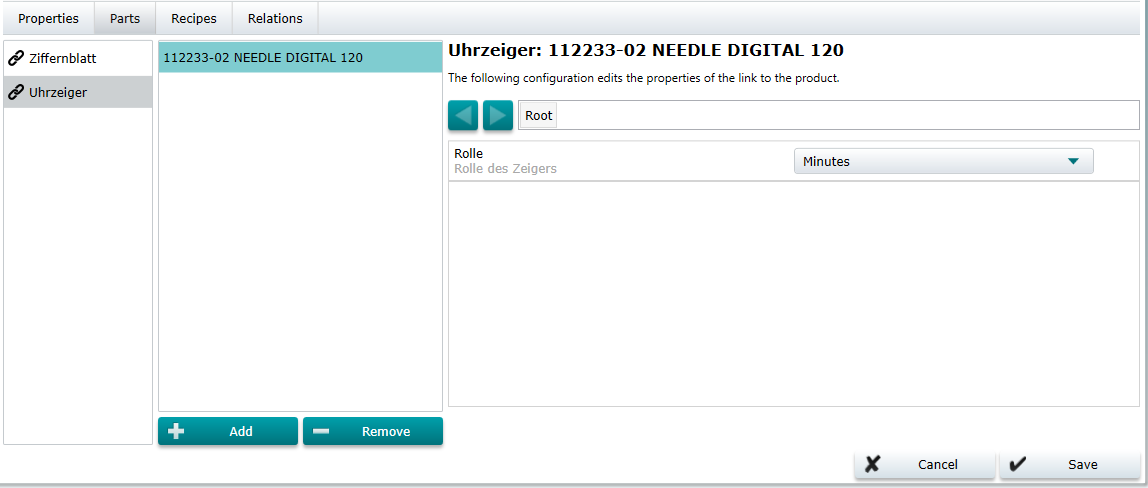 Properties Parts Recipes Relations
Ziffernblatt
Uhrzeiger
112233-02 NEEDLE DIGITAL 120
Add Remove
Uhrzeiger: 112233-02 NEEDLE DIGITAL 120
The following configuration edits the properties of the link to the product.
Root
Rolle
Rolle des Zeigers
Minutes
Cancel Save